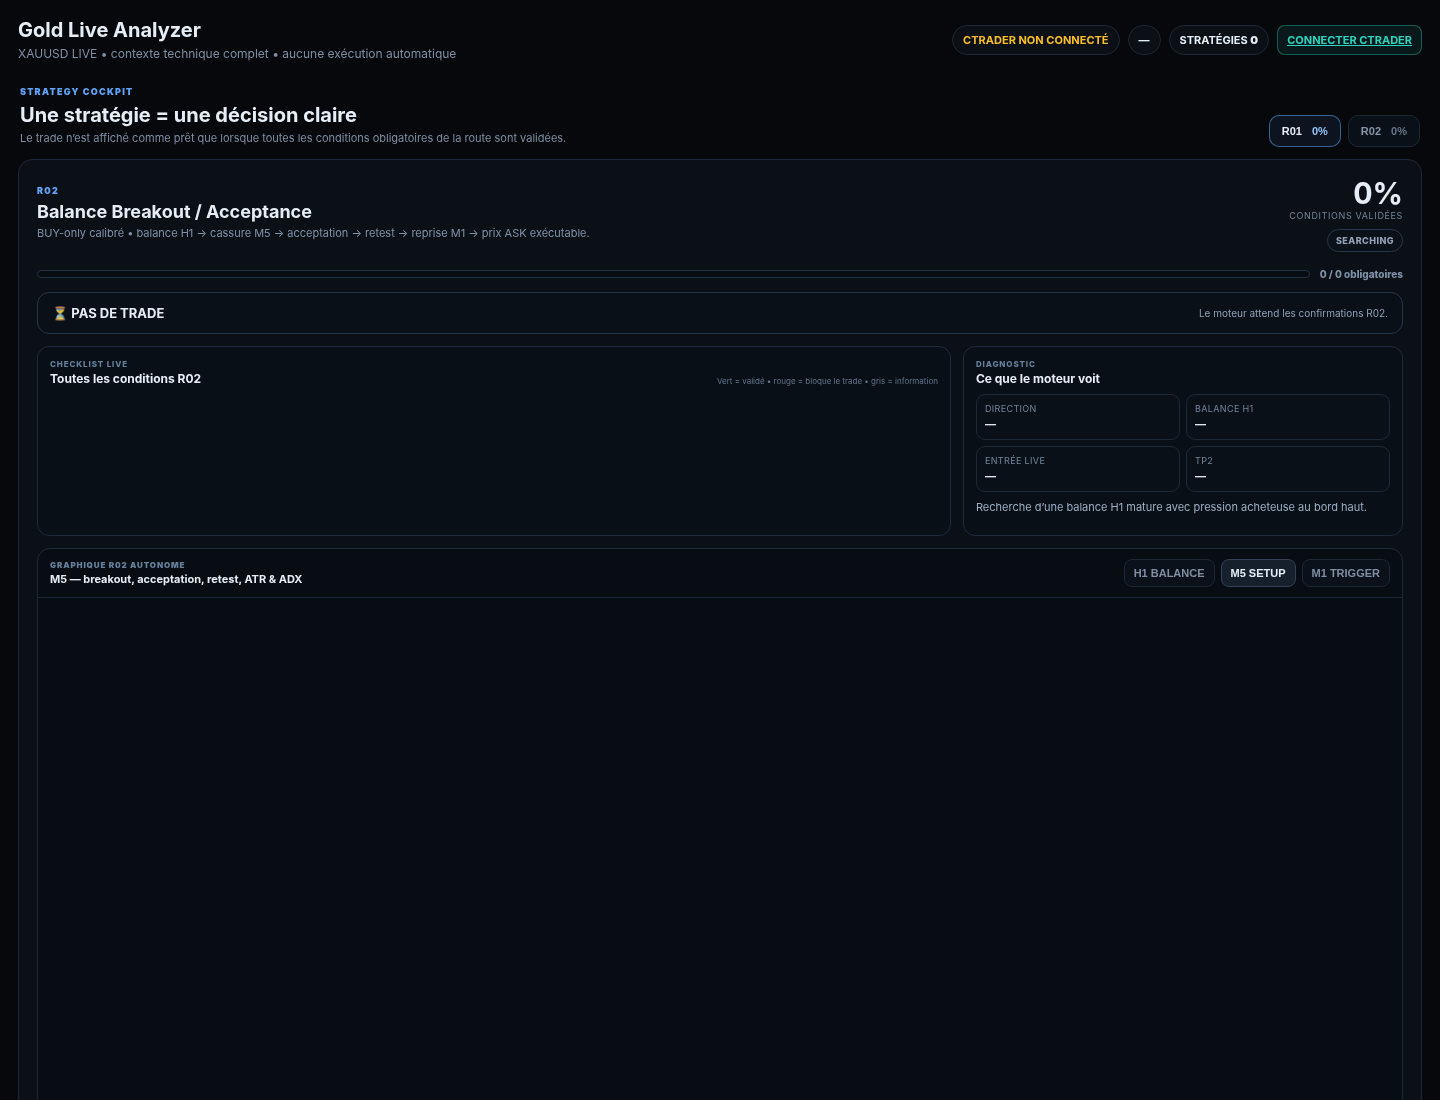 Gold Live Analyzer
XAUUSD LIVE • contexte technique complet • aucune exécution automatique
CTRADER NON CONNECTÉ
—
STRATÉGIES 0
CONNECTER CTRADER
STRATEGY COCKPIT
Une stratégie = une décision claire
Le trade n’est affiché comme prêt que lorsque toutes les conditions obligatoires de la route sont validées.
R01 0%
R02 0%
R02
Balance Breakout / Acceptance
BUY-only calibré • balance H1 → cassure M5 → acceptation → retest → reprise M1 → prix ASK exécutable.
0%
CONDITIONS VALIDÉES
SEARCHING
0 / 0 obligatoires
⏳ PAS DE TRADE
Le moteur attend les confirmations R02.
CHECKLIST LIVE
Toutes les conditions R02
Vert = validé • rouge = bloque le trade • gris = information
DIAGNOSTIC
Ce que le moteur voit
DIRECTION
—
BALANCE H1
—
ENTRÉE LIVE
—
TP2
—
Recherche d’une balance H1 mature avec pression acheteuse au bord haut.
GRAPHIQUE R02 AUTONOME
M5 — breakout, acceptation, retest, ATR & ADX
H1 BALANCE
M5 SETUP
M1 TRIGGER